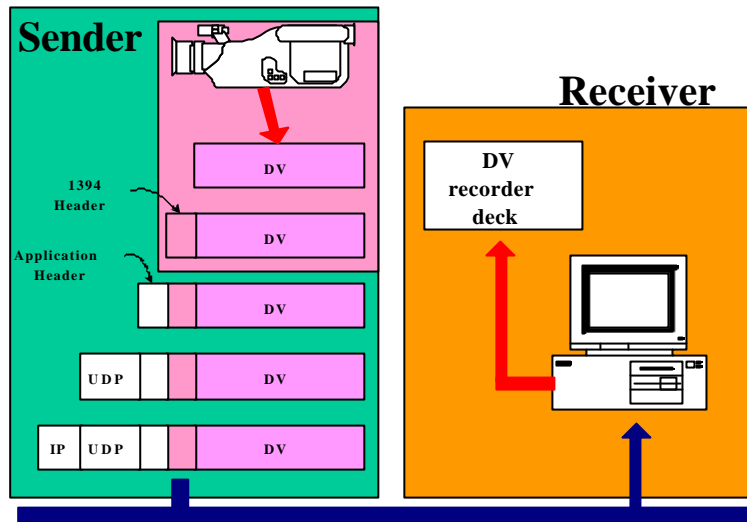 Sender
Receiver
DV
recorder
deck
DV
1394
Header
DV
Application
Header
DV
UDP
DV
IP
UDP
DV